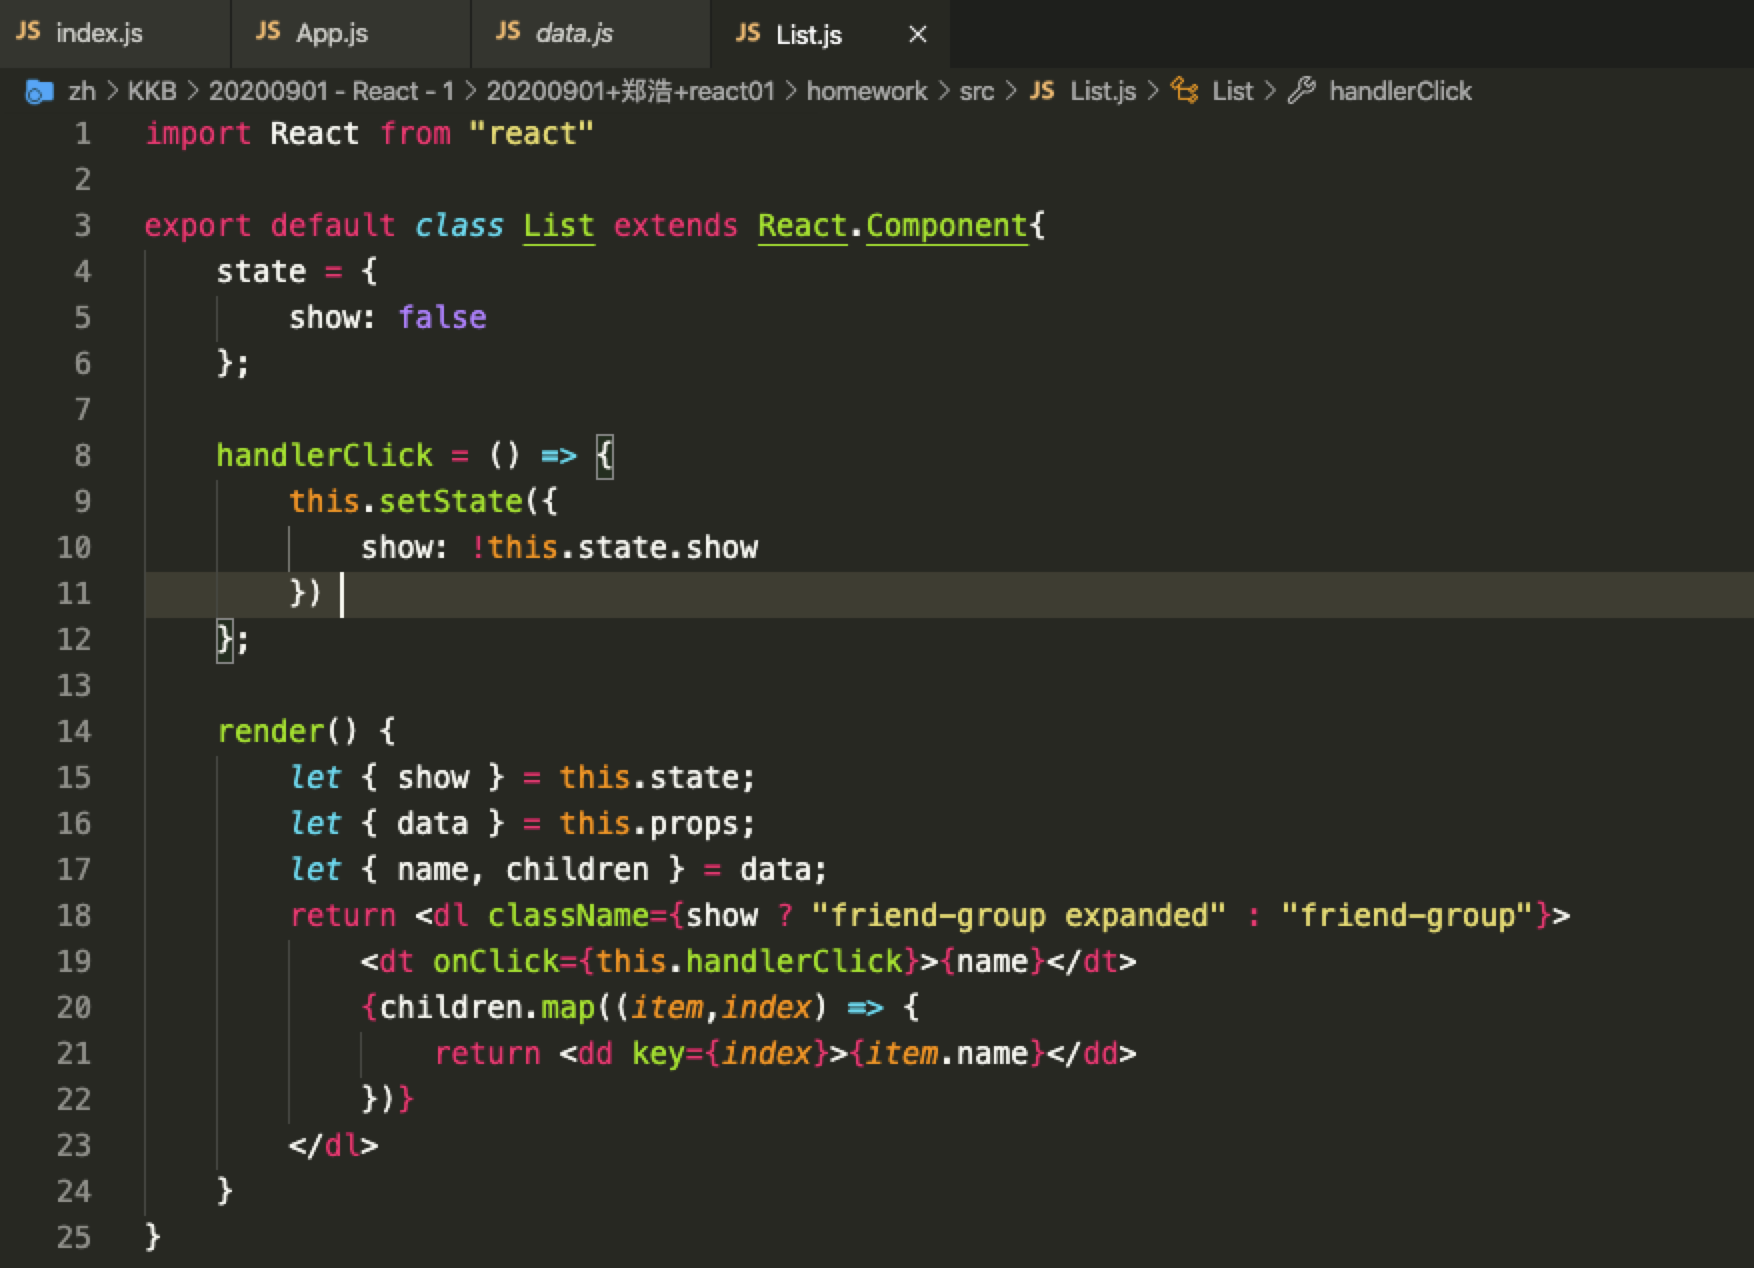 JS index.js JS App.js JS data.js JS List.js ×
zh > KKB > 20200901 - React - 1 > 20200901+郑浩+react01 > homework > src > JS List.js > List > handlerClick
1 import React from "react"
2
3 export default class List extends React.Component{
4     state = {
5         show: false
6     };
7
8     handlerClick = () => {
9         this.setState({
10             show: !this.state.show
11         })
12     };
13
14     render() {
15         let { show } = this.state;
16         let { data } = this.props;
17         let { name, children } = data;
18         return <dl className={show ? "friend-group expanded" : "friend-group"}>
19             <dt onClick={this.handlerClick}>{name}</dt>
20             {children.map((item,index) => {
21                 return <dd key={index}>{item.name}</dd>
22             })}
23         </dl>
24     }
25 }